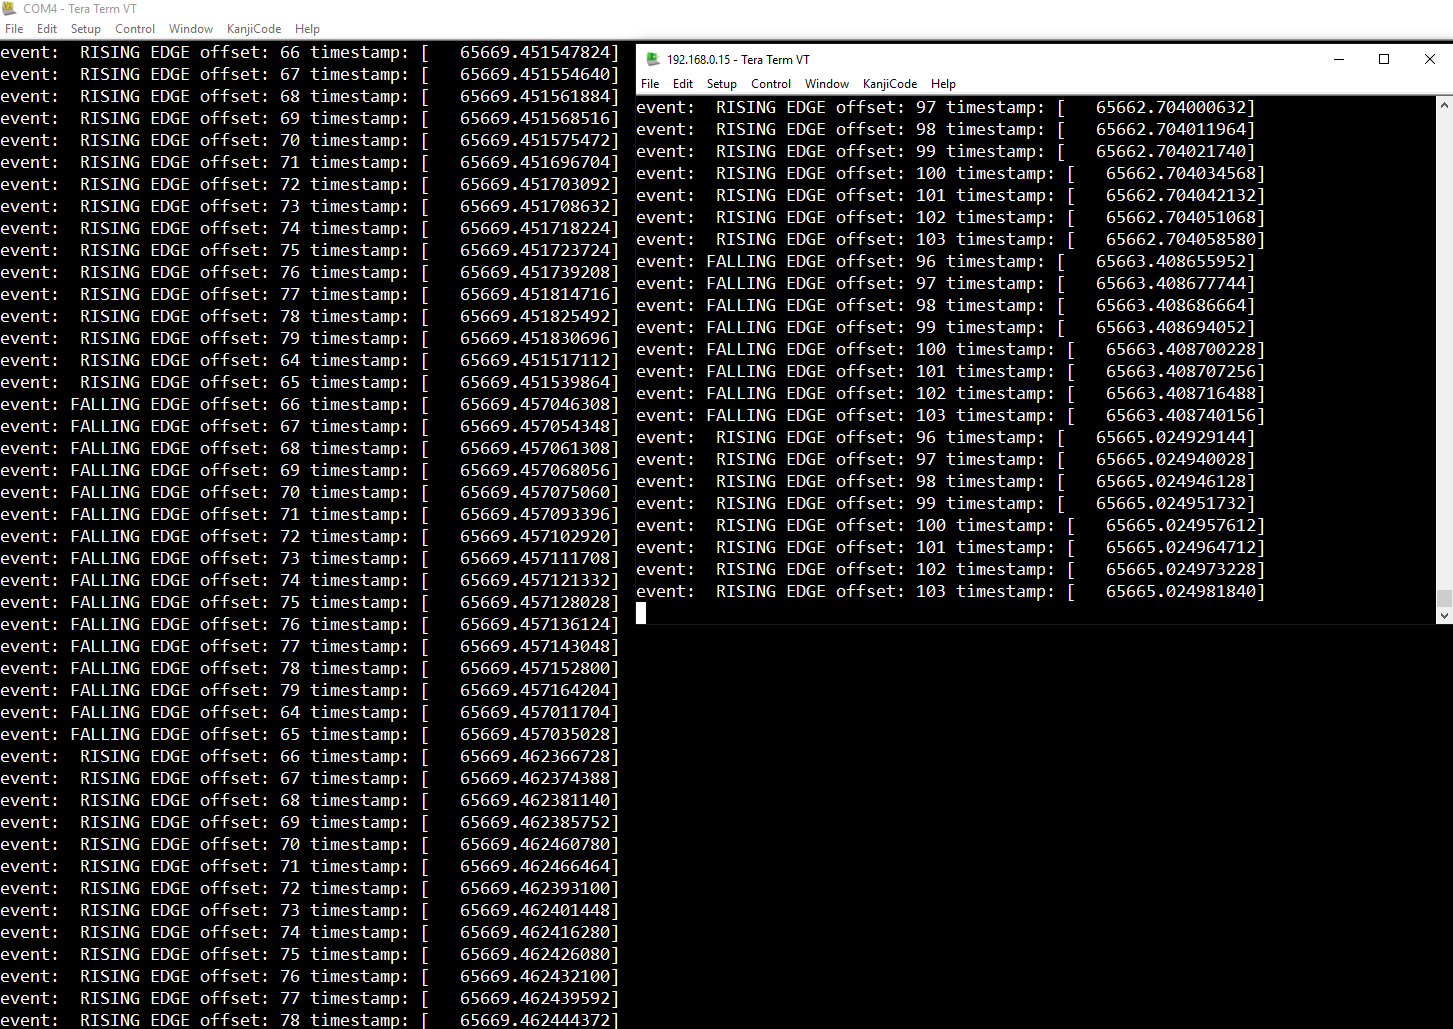 COM4 - Tera Term VT
File Edit Setup Control Window KanjiCode Help
event:  RISING EDGE offset: 66 timestamp: [   65669.451547824]
event:  RISING EDGE offset: 67 timestamp: [   65669.451554640]
event:  RISING EDGE offset: 68 timestamp: [   65669.451561884]
event:  RISING EDGE offset: 69 timestamp: [   65669.451568516]
event:  RISING EDGE offset: 70 timestamp: [   65669.451575472]
event:  RISING EDGE offset: 71 timestamp: [   65669.451696704]
event:  RISING EDGE offset: 72 timestamp: [   65669.451703092]
event:  RISING EDGE offset: 73 timestamp: [   65669.451708632]
event:  RISING EDGE offset: 74 timestamp: [   65669.451718224]
event:  RISING EDGE offset: 75 timestamp: [   65669.451723724]
event:  RISING EDGE offset: 76 timestamp: [   65669.451739208]
event:  RISING EDGE offset: 77 timestamp: [   65669.451814716]
event:  RISING EDGE offset: 78 timestamp: [   65669.451825492]
event:  RISING EDGE offset: 79 timestamp: [   65669.451830696]
event:  RISING EDGE offset: 64 timestamp: [   65669.451517112]
event:  RISING EDGE offset: 65 timestamp: [   65669.451539864]
event: FALLING EDGE offset: 66 timestamp: [   65669.457046308]
event: FALLING EDGE offset: 67 timestamp: [   65669.457054348]
event: FALLING EDGE offset: 68 timestamp: [   65669.457061308]
event: FALLING EDGE offset: 69 timestamp: [   65669.457068056]
event: FALLING EDGE offset: 70 timestamp: [   65669.457075060]
event: FALLING EDGE offset: 71 timestamp: [   65669.457093396]
event: FALLING EDGE offset: 72 timestamp: [   65669.457102920]
event: FALLING EDGE offset: 73 timestamp: [   65669.457111708]
event: FALLING EDGE offset: 74 timestamp: [   65669.457121332]
event: FALLING EDGE offset: 75 timestamp: [   65669.457128028]
event: FALLING EDGE offset: 76 timestamp: [   65669.457136124]
event: FALLING EDGE offset: 77 timestamp: [   65669.457143048]
event: FALLING EDGE offset: 78 timestamp: [   65669.457152800]
event: FALLING EDGE offset: 79 timestamp: [   65669.457164204]
event: FALLING EDGE offset: 64 timestamp: [   65669.457011704]
event: FALLING EDGE offset: 65 timestamp: [   65669.457035028]
event:  RISING EDGE offset: 66 timestamp: [   65669.462366728]
event:  RISING EDGE offset: 67 timestamp: [   65669.462374388]
event:  RISING EDGE offset: 68 timestamp: [   65669.462381140]
event:  RISING EDGE offset: 69 timestamp: [   65669.462385752]
event:  RISING EDGE offset: 70 timestamp: [   65669.462460780]
event:  RISING EDGE offset: 71 timestamp: [   65669.462466464]
event:  RISING EDGE offset: 72 timestamp: [   65669.462393100]
event:  RISING EDGE offset: 73 timestamp: [   65669.462401448]
event:  RISING EDGE offset: 74 timestamp: [   65669.462416280]
event:  RISING EDGE offset: 75 timestamp: [   65669.462426080]
event:  RISING EDGE offset: 76 timestamp: [   65669.462432100]
event:  RISING EDGE offset: 77 timestamp: [   65669.462439592]
event:  RISING EDGE offset: 78 timestamp: [   65669.462444372]
192.168.0.15 - Tera Term VT
File Edit Setup Control Window KanjiCode Help
event:  RISING EDGE offset: 97 timestamp: [   65662.704000632]
event:  RISING EDGE offset: 98 timestamp: [   65662.704011964]
event:  RISING EDGE offset: 99 timestamp: [   65662.704021740]
event:  RISING EDGE offset: 100 timestamp: [   65662.704034568]
event:  RISING EDGE offset: 101 timestamp: [   65662.704042132]
event:  RISING EDGE offset: 102 timestamp: [   65662.704051068]
event:  RISING EDGE offset: 103 timestamp: [   65662.704058580]
event: FALLING EDGE offset: 96 timestamp: [   65663.408655952]
event: FALLING EDGE offset: 97 timestamp: [   65663.408677744]
event: FALLING EDGE offset: 98 timestamp: [   65663.408686664]
event: FALLING EDGE offset: 99 timestamp: [   65663.408694052]
event: FALLING EDGE offset: 100 timestamp: [   65663.408700228]
event: FALLING EDGE offset: 101 timestamp: [   65663.408707256]
event: FALLING EDGE offset: 102 timestamp: [   65663.408716488]
event: FALLING EDGE offset: 103 timestamp: [   65663.408740156]
event:  RISING EDGE offset: 96 timestamp: [   65665.024929144]
event:  RISING EDGE offset: 97 timestamp: [   65665.024940028]
event:  RISING EDGE offset: 98 timestamp: [   65665.024946128]
event:  RISING EDGE offset: 99 timestamp: [   65665.024951732]
event:  RISING EDGE offset: 100 timestamp: [   65665.024957612]
event:  RISING EDGE offset: 101 timestamp: [   65665.024964712]
event:  RISING EDGE offset: 102 timestamp: [   65665.024973228]
event:  RISING EDGE offset: 103 timestamp: [   65665.024981840]